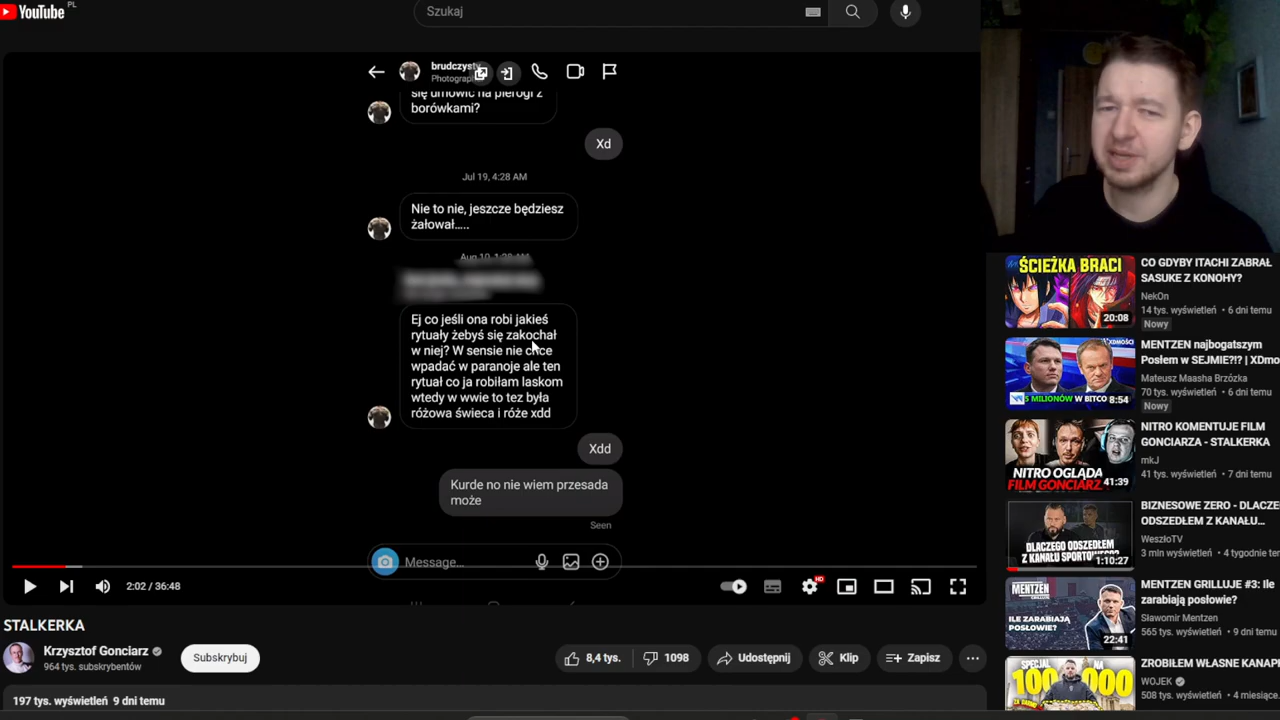 YouTube PL
Szukaj
brudczysty
Photograp
się umówić na pierogi z
borówkami?
Xd
Jul 19, 4:28 AM
Nie to nie, jeszcze będziesz
żałował.....
Ej co jeśli ona robi jakieś
rytuały żebyś się zakochał
w niej? W sensie nie chce
wpadać w paranoje ale ten
rytuał co ja robiłam laskom
wtedy w wwie to tez była
różowa świeca i róże xdd
Xdd
Kurde no nie wiem przesada
może
Seen
Message...
2:02 / 36:48
HD
STALKERKA
Krzysztof Gonciarz
964 tys. subskrybentów
Subskrybuj
8,4 tys.
1098
Udostępnij
Klip
Zapisz
197 tys. wyświetleń 9 dni temu
ŚCIEŻKA BRACI
20:08
CO GDYBY ITACHI ZABRAŁ
SASUKE Z KONOHY?
NekOn
14 tys. wyświetleń •
Nowy
XDMOŚCI
5 MILIONÓW W BITCO
8:54
MENTZEN najbogatszym
Posłem w SEJMIE?!? | XDmo
Mateusz Maasha Brzózka
70 tys. wyświetleń • 6 dni
Nowy
NITRO OGLĄDA
FILM GONCIARZA
41:39
NITRO KOMENTUJE FILM
GONCIARZA - STALKERKA
mkJ
41 tys. wyświetleń • 7 dni temu
DLACZEGO ODSZEDŁEM
Z KANAŁU SPORTOWEGO?
1:10:27
BIZNESOWE ZERO - DLACZE
ODSZEDŁEM Z KANAŁU
WeszłoTV
3 mln wyświetleń • 4 tygodnie ter
MENTZEN
ILE ZARABIAJĄ
POSŁOWIE?
22:41
MENTZEN GRILLUJE #3: Ile
zarabiają posłowie?
Sławomir Mentzen
565 tys. wyświetleń • 9 dni tem
SPECJAL NA
100 000
ZROBIŁEM WŁASNE KANAP
WOJEK
508 tys. wyświetleń • 4 miesiące